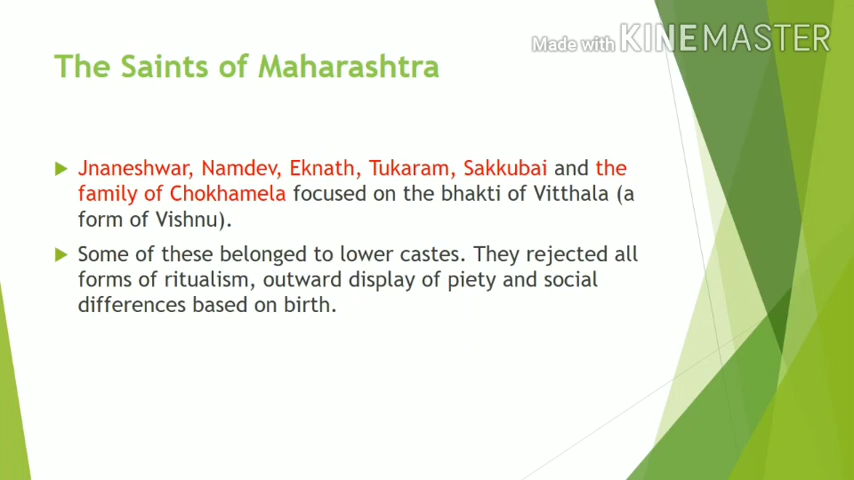 Made with KINEMASTER
The Saints of Maharashtra
Jnaneshwar, Namdev, Eknath, Tukaram, Sakkubai and the
family of Chokhamela focused on the bhakti of Vitthala (a
form of Vishnu).
Some of these belonged to lower castes. They rejected all
forms of ritualism, outward display of piety and social
differences based on birth.